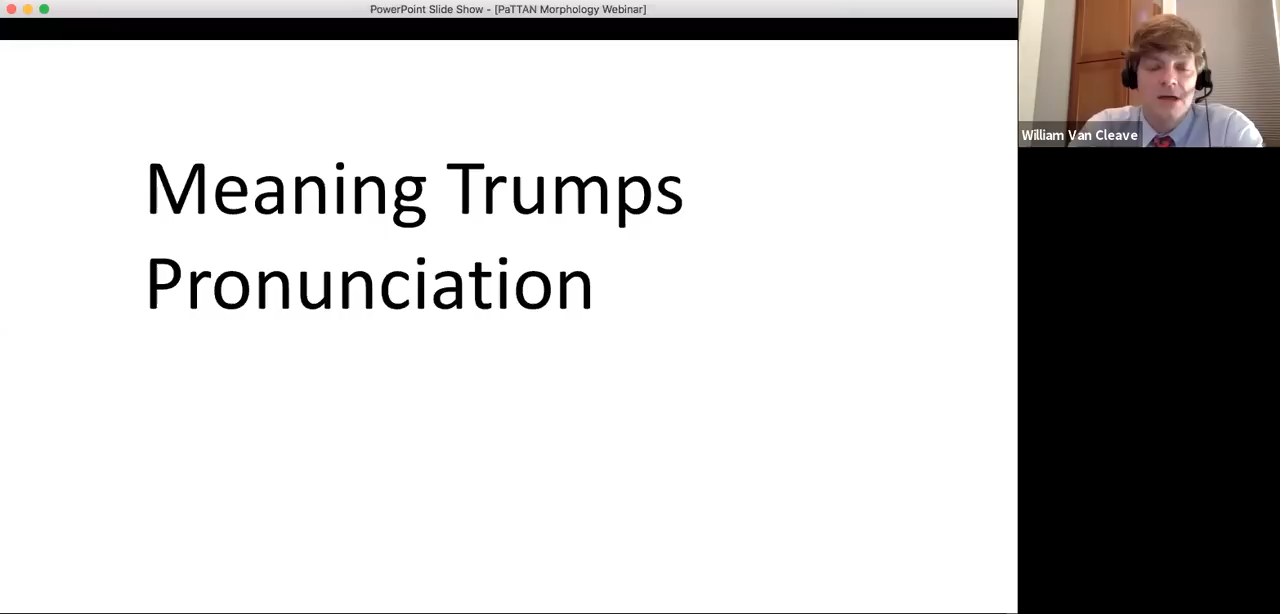 PowerPoint Slide Show - [PaTTAN Morphology Webinar]
Meaning Trumps
Pronunciation
William Van Cleave